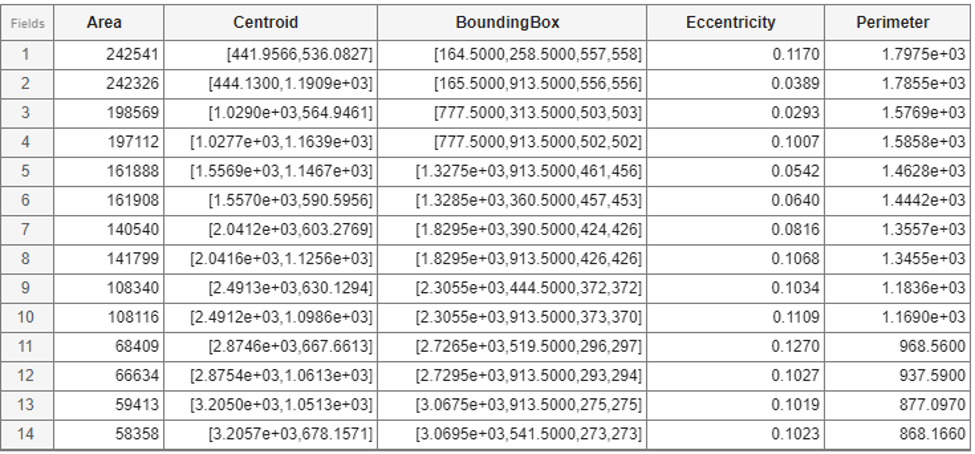 Fields Area Centroid BoundingBox Eccentricity Perimeter
1 242541 [441.9566,536.0827] [164.5000,258.5000,557,558] 0.1170 1.7975e+03
2 242326 [444.1300,1.1909e+03] [165.5000,913.5000,556,556] 0.0389 1.7855e+03
3 198569 [1.0290e+03,564.9461] [777.5000,313.5000,503,503] 0.0293 1.5769e+03
4 197112 [1.0277e+03,1.1639e+03] [777.5000,913.5000,502,502] 0.1007 1.5858e+03
5 161888 [1.5569e+03,1.1467e+03] [1.3275e+03,913.5000,461,456] 0.0542 1.4628e+03
6 161908 [1.5570e+03,590.5956] [1.3285e+03,360.5000,457,453] 0.0640 1.4442e+03
7 140540 [2.0412e+03,603.2769] [1.8295e+03,390.5000,424,426] 0.0816 1.3557e+03
8 141799 [2.0416e+03,1.1256e+03] [1.8295e+03,913.5000,426,426] 0.1068 1.3455e+03
9 108340 [2.4913e+03,630.1294] [2.3055e+03,444.5000,372,372] 0.1034 1.1836e+03
10 108116 [2.4912e+03,1.0986e+03] [2.3055e+03,913.5000,373,370] 0.1109 1.1690e+03
11 68409 [2.8746e+03,667.6613] [2.7265e+03,519.5000,296,297] 0.1270 968.5600
12 66634 [2.8754e+03,1.0613e+03] [2.7295e+03,913.5000,293,294] 0.1027 937.5900
13 59413 [3.2050e+03,1.0513e+03] [3.0675e+03,913.5000,275,275] 0.1019 877.0970
14 58358 [3.2057e+03,678.1571] [3.0695e+03,541.5000,273,273] 0.1023 868.1660